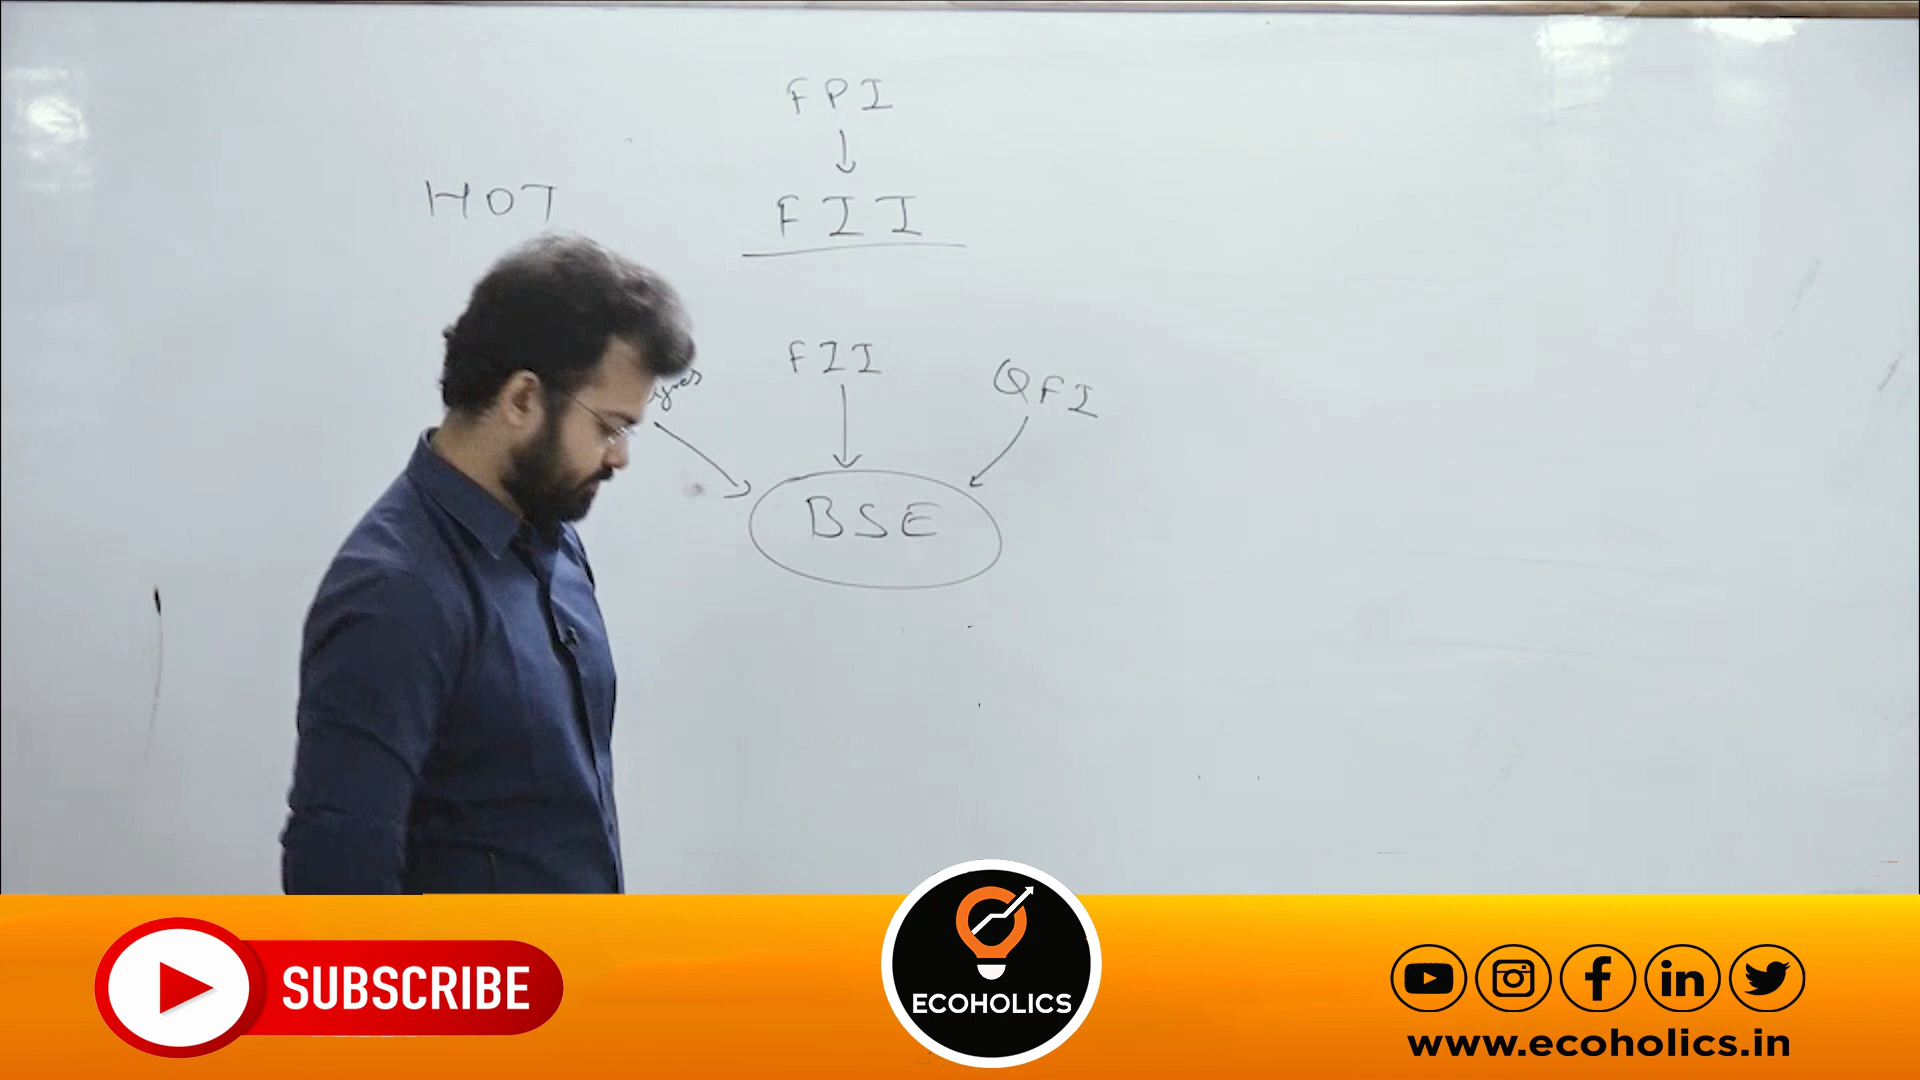 FPI
HOT
FII
FII
QFI
BSE
SUBSCRIBE
ECOHOLICS
www.ecoholics.in